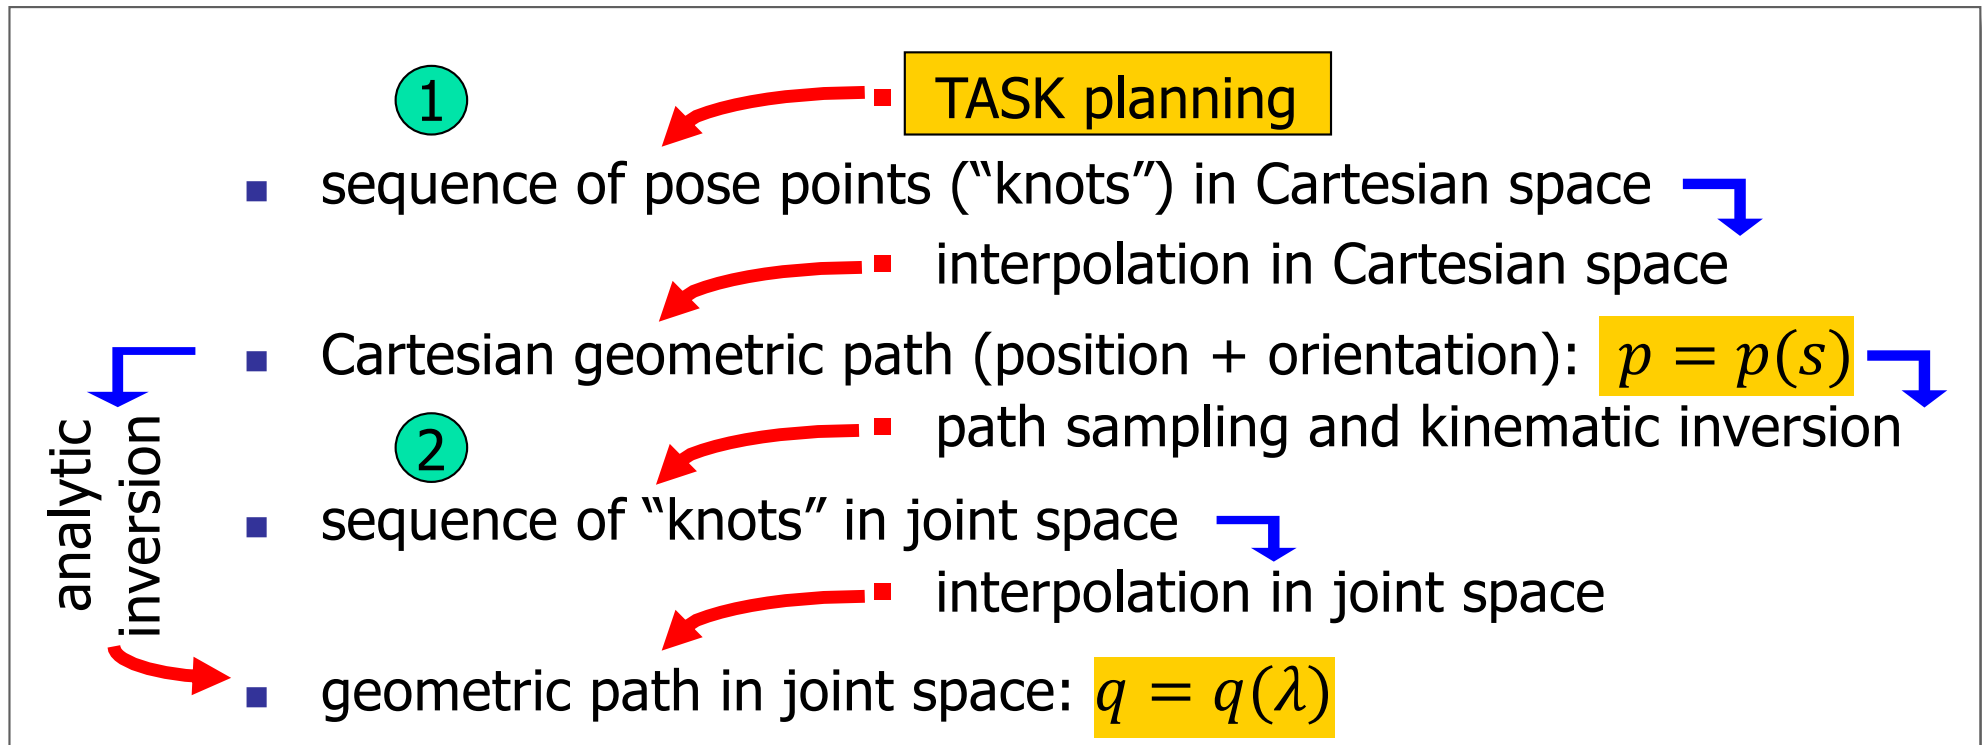 1
TASK planning
sequence of pose points (“knots”) in Cartesian space
interpolation in Cartesian space
Cartesian geometric path (position + orientation): p = p(s)
path sampling and kinematic inversion
2
sequence of “knots” in joint space
interpolation in joint space
geometric path in joint space: q = q(λ)
analytic
inversion